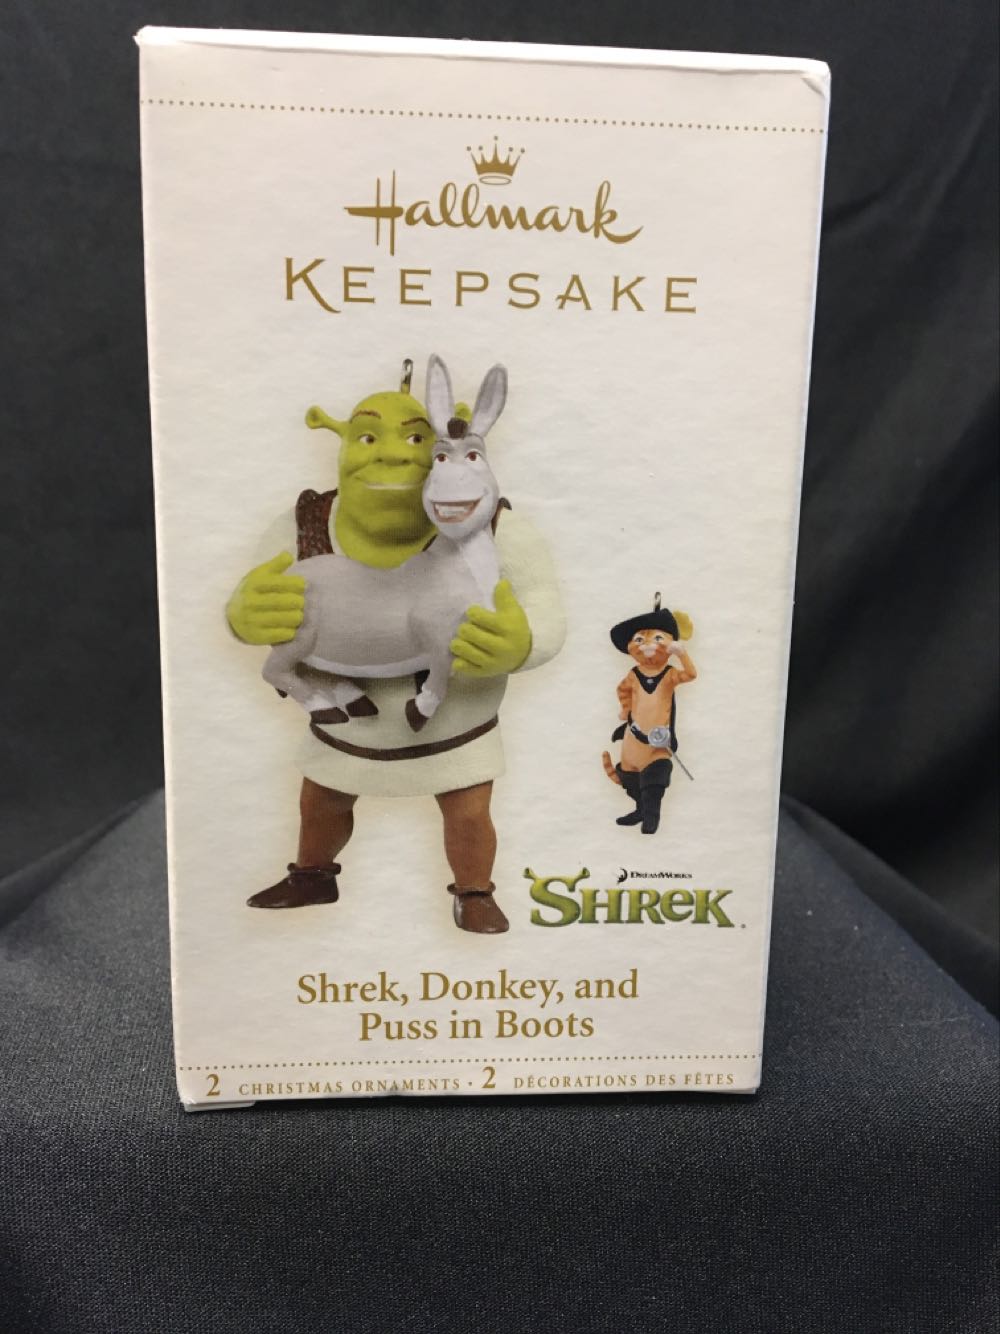 Hallmark
KEEPSAKE
DREAMWORKS
SHREK.
Shrek, Donkey, and
Puss in Boots
2 CHRISTMAS ORNAMENTS • 2 DÉCORATIONS DES FÊTES